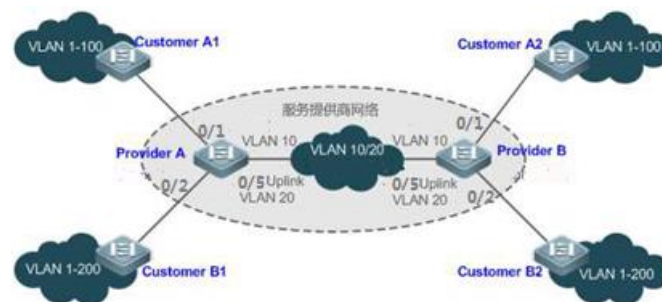 VLAN 1-100
Customer A1
Customer A2
VLAN 1-100
服务提供商网络
0/1
VLAN 10
VLAN 10/20
VLAN 10
0/1
Provider A
Provider B
0/2
0/5 Uplink
VLAN 20
0/5 Uplink
VLAN 20
0/2
VLAN 1-200
Customer B1
Customer B2
VLAN 1-200